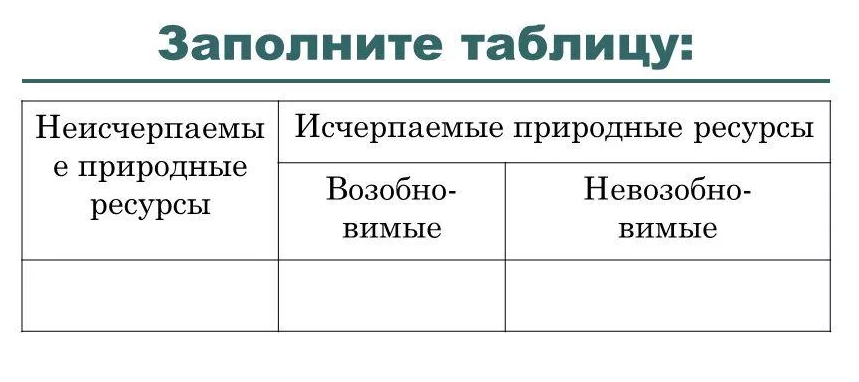 Заполните таблицу:
Неисчерпаемы
е природные
ресурсы
Исчерпаемые природные ресурсы
Возобно-
вимые
Невозобно-
вимые